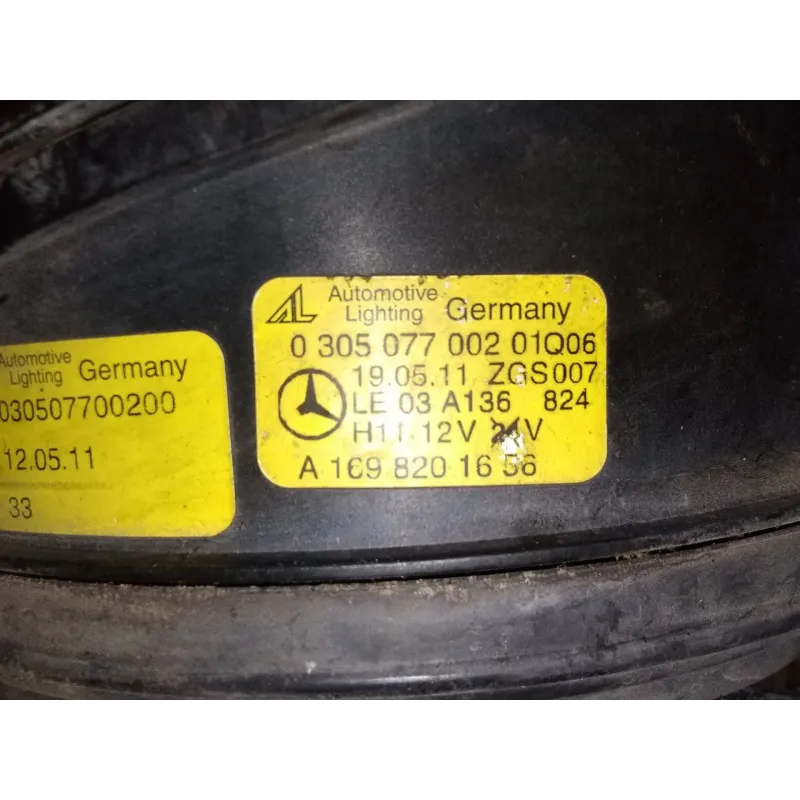 Automotive
Lighting Germany
030507700200
12.05.11
33
AL Automotive
Lighting Germany
0 305 077 002 01Q06
19.05.11 ZGS007
LE 03 A136 824
H11 12V 24V
A 169 820 16 56